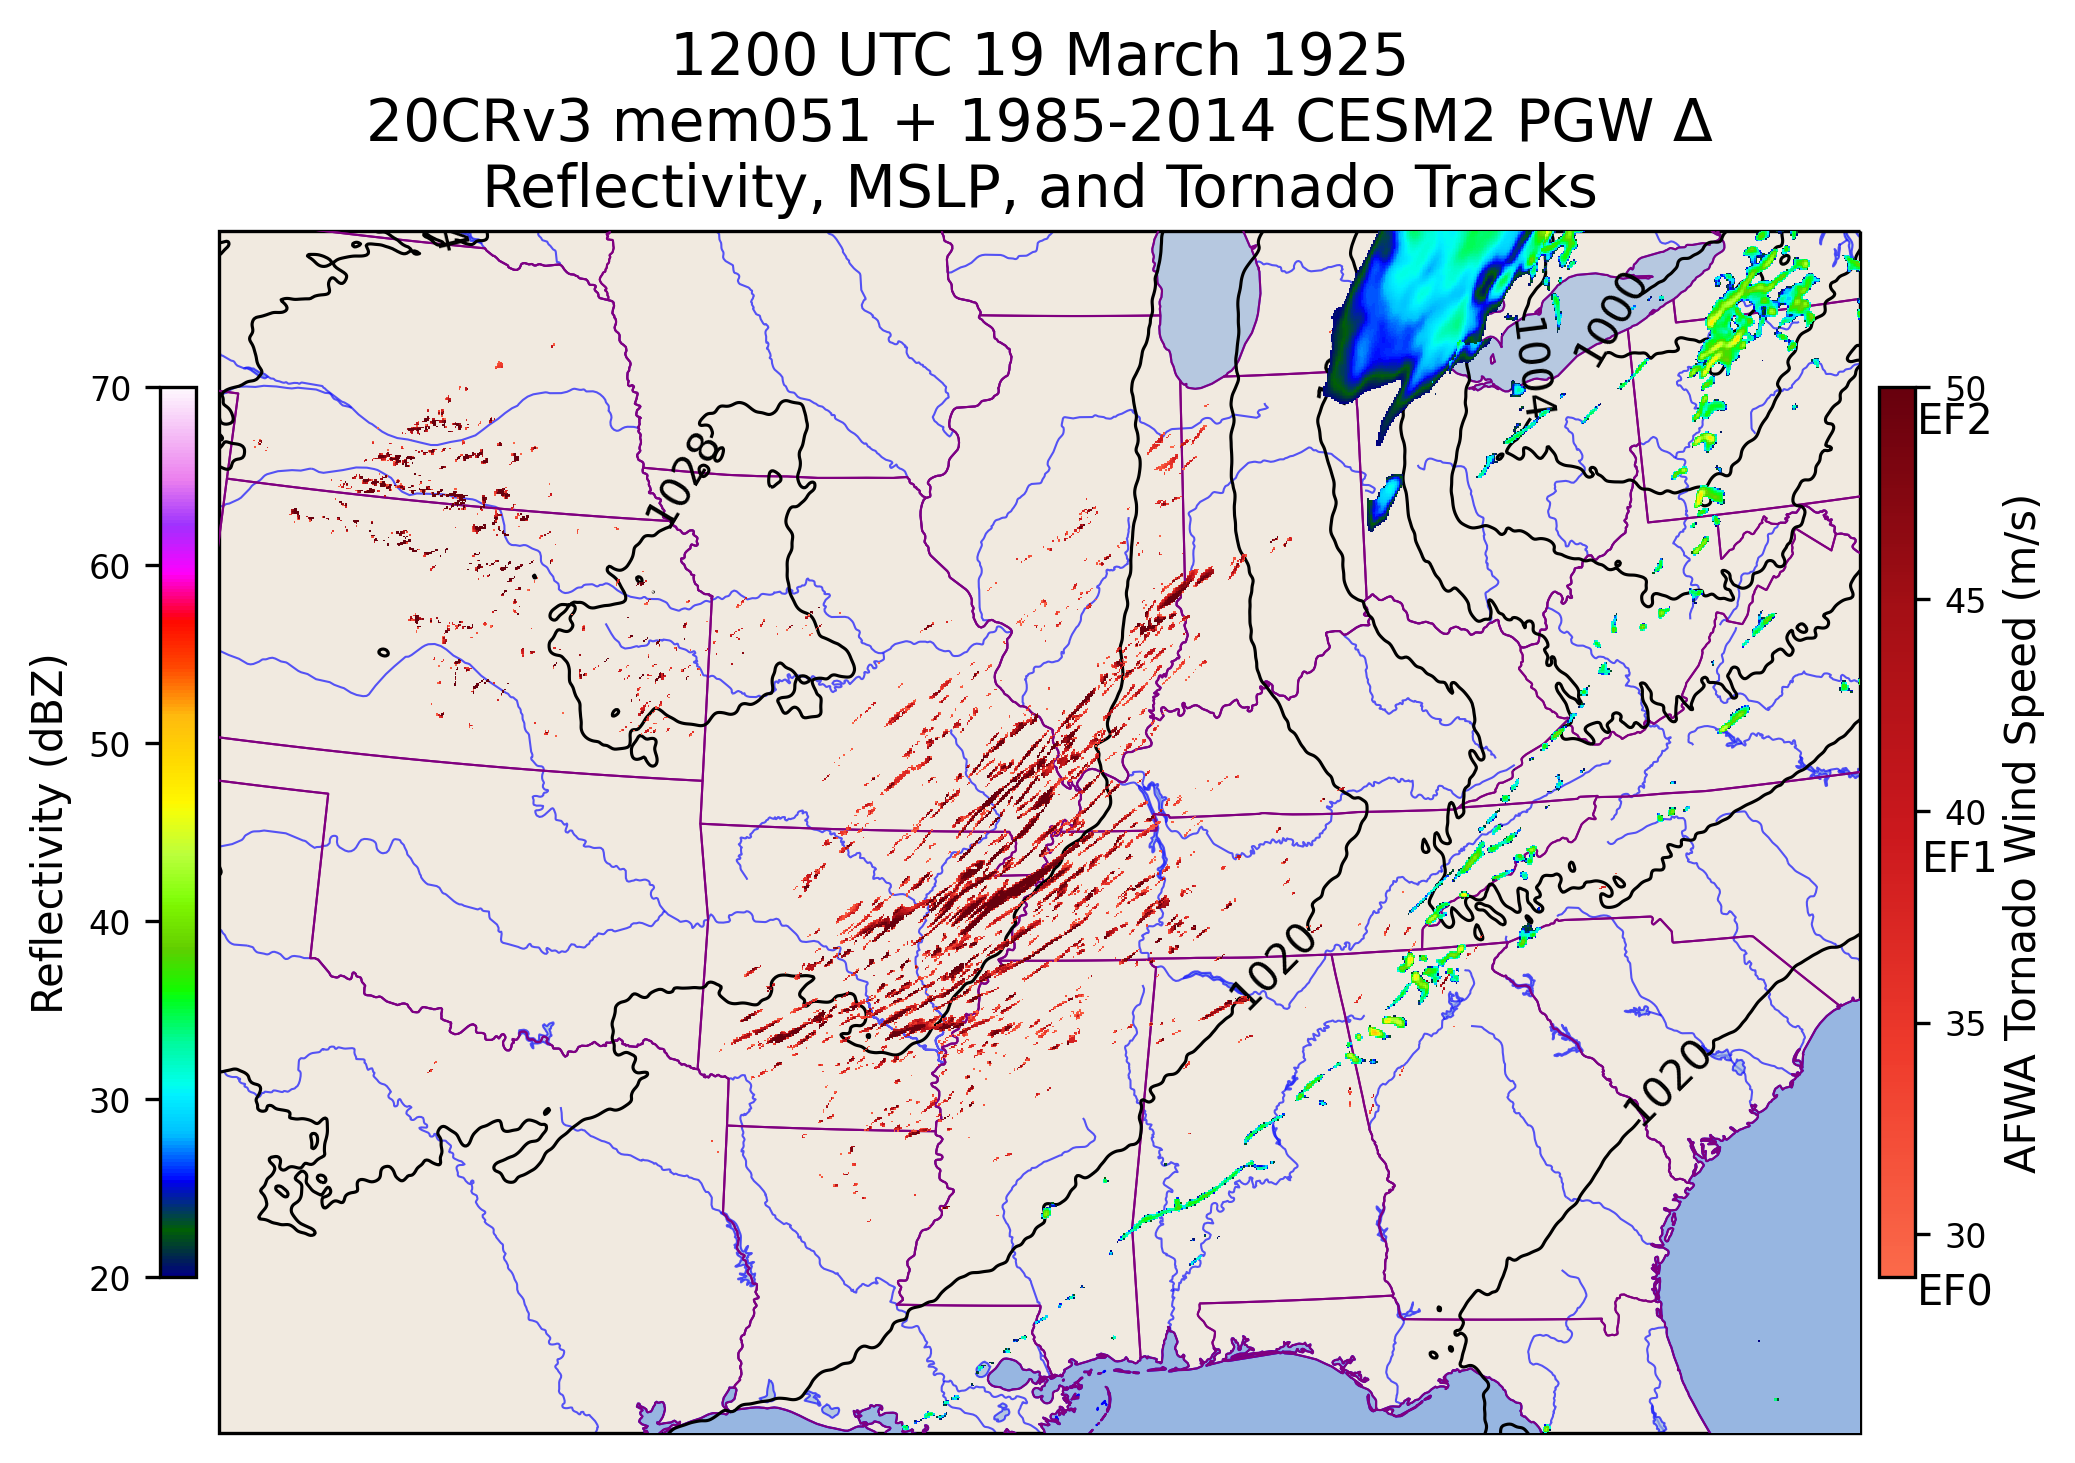 1200 UTC 19 March 1925
20CRv3 mem051 + 1985-2014 CESM2 PGW Δ
Reflectivity, MSLP, and Tornado Tracks
70
60
50
40
30
20
Reflectivity (dBZ)
1028
1004
1000
1020
1020
50
EF2
45
40
EF1
35
30
EF0
AFWA Tornado Wind Speed (m/s)